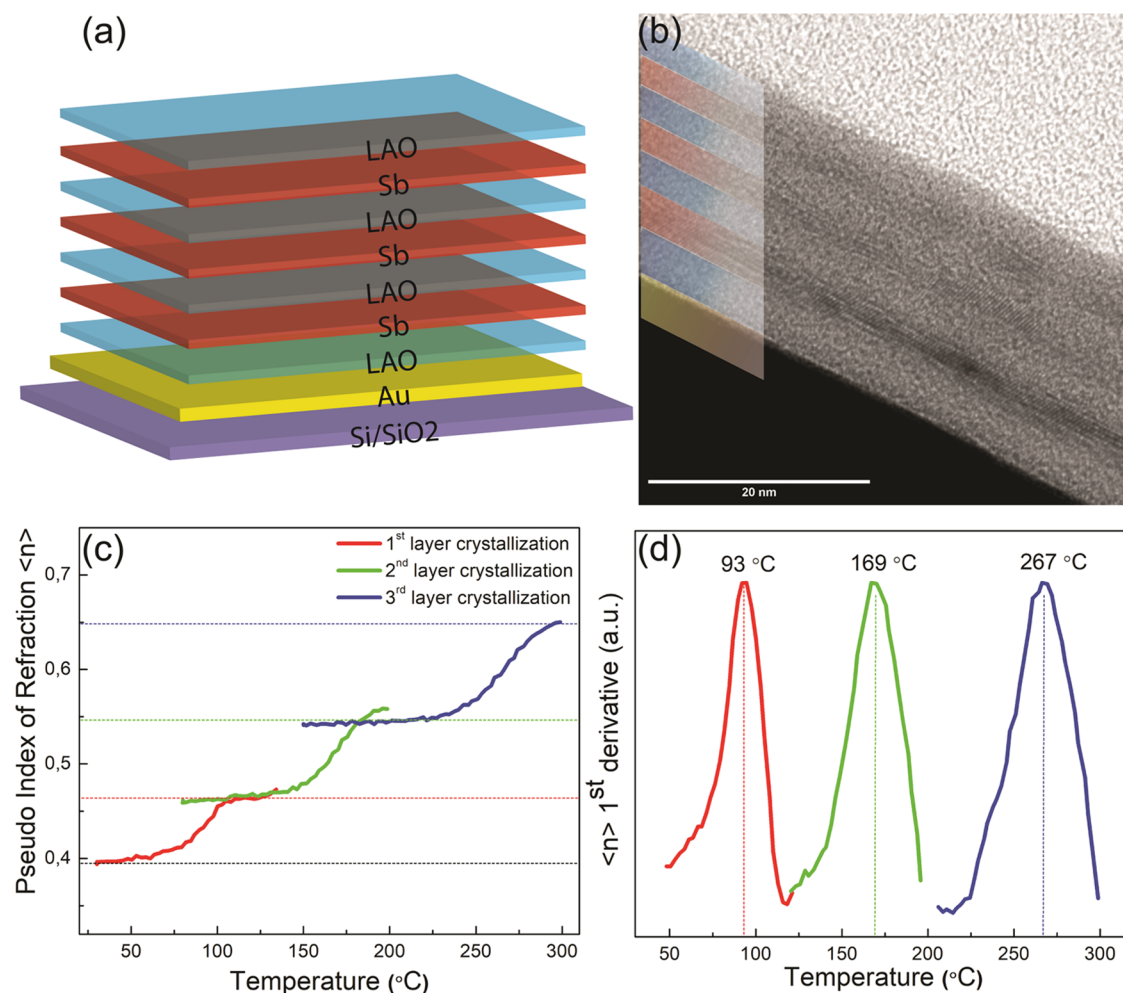 (a)
LAO
Sb
LAO
Sb
LAO
Sb
LAO
Au
Si/SiO2
(b)
20 nm
(c)
Pseudo Index of Refraction <n>
0,7
0,6
0,5
0,4
1st layer crystallization
2nd layer crystallization
3rd layer crystallization
50 100 150 200 250 300
Temperature (°C)
(d)
<n> 1st derivative (a.u.)
93 °C 169 °C 267 °C
50 100 150 200 250 300
Temperature (°C)